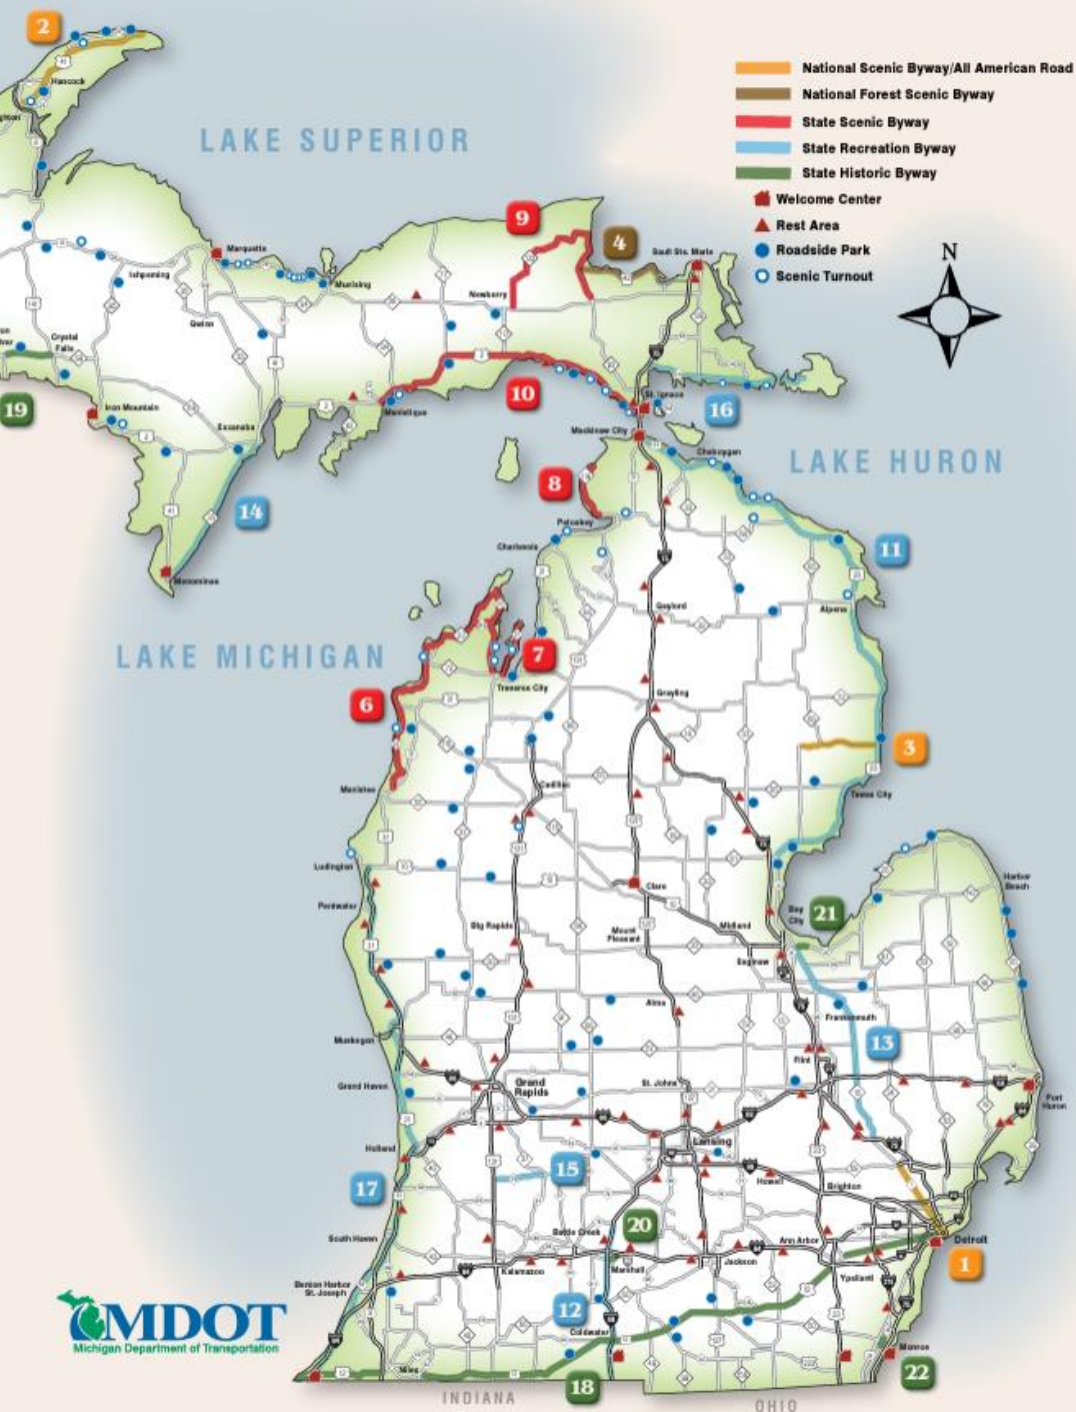 2
Hancock
LAKE SUPERIOR
National Scenic Byway/All American Road
National Forest Scenic Byway
State Scenic Byway
State Recreation Byway
State Historic Byway
Welcome Center
Rest Area
Roadside Park
Scenic Turnout
N
9
4
Sault Ste. Marie
Marquette
Ishpeming
Munising
Newberry
Gwinn
Crystal
Falls
19
Iron Mountain
Escanaba
Manistique
10
St. Ignace
16
Mackinaw City
Cheboygan
LAKE HURON
8
14
Petoskey
Charlevoix
11
Menominee
Gaylord
Alpena
LAKE MICHIGAN
7
Traverse City
6
Grayling
3
Manistee
Cadillac
Tawas City
Ludington
Harbor
Beach
Clare
Pentwater
Bay
City
21
Big Rapids
Mount
Pleasant
Midland
Saginaw
Alma
Frankenmuth
Muskegon
13
Flint
Grand Haven
Grand
Rapids
St. Johns
Port
Huron
Lansing
Holland
15
17
Howell
Brighton
20
South Haven
Battle Creek
Ann Arbor
Detroit
Kalamazoo
Marshall
Jackson
Ypsilanti
1
Benton Harbor
St. Joseph
12
Coldwater
MDOT
Michigan Department of Transportation
Monroe
Niles
18
22
INDIANA
OHIO